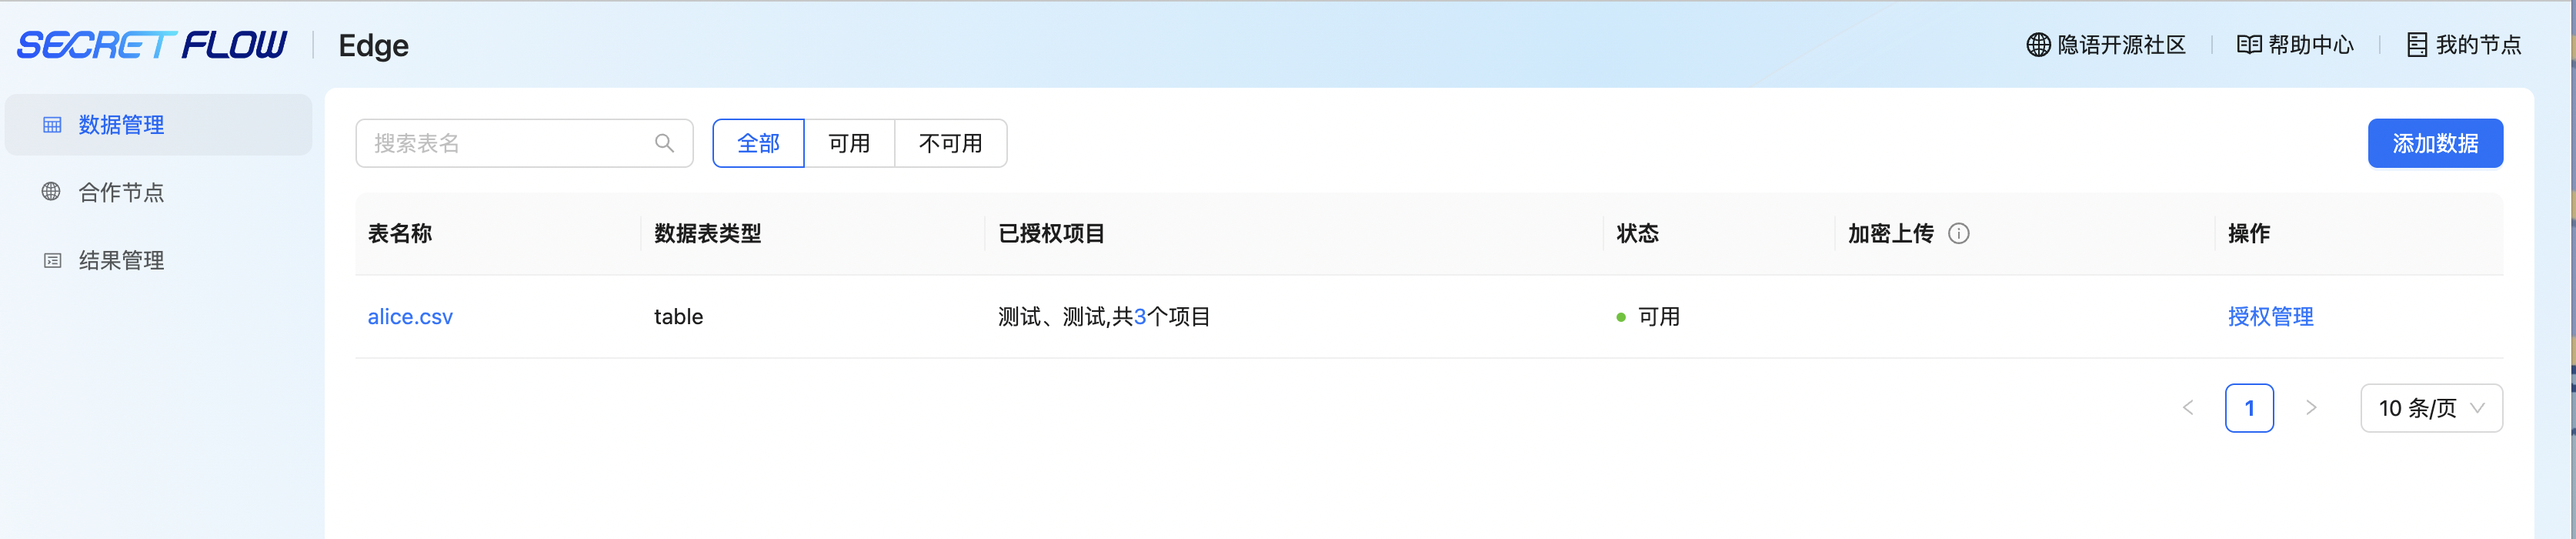 SECRET FLOW
Edge
隐语开源社区
帮助中心
我的节点
数据管理
合作节点
结果管理
搜索表名
全部
可用
不可用
添加数据
表名称
数据表类型
已授权项目
状态
加密上传
操作
alice.csv
table
测试、测试,共3个项目
可用
授权管理
1
10 条/页